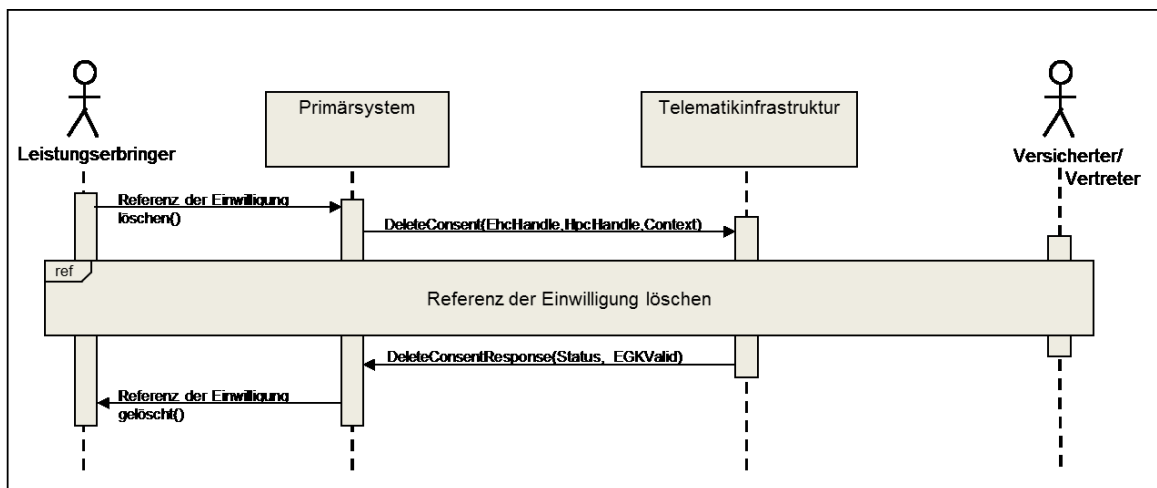 Primärsystem
Telematikinfrastruktur
Leistungserbringer
Versicherter/
Vertreter
Referenz der Einwilligung
löschen()
DeleteConsent(EhcHandle,HpcHandle,Context)
ref
Referenz der Einwilligung löschen
DeleteConsentResponse(Status, EGKValid)
Referenz der Einwilligung
gelöscht()